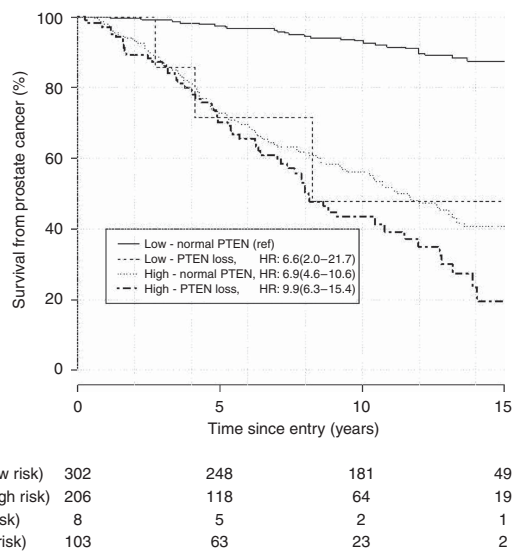 Survival from prostate cancer (%)
100
80
60
40
20
0
Low - normal PTEN (ref)
Low - PTEN loss, HR: 6.6(2.0–21.7)
High - normal PTEN, HR: 6.9(4.6–10.6)
High - PTEN loss, HR: 9.9(6.3–15.4)
0 5 10 15
Time since entry (years)
risk) 302 248 181 49
risk) 206 118 64 19
8 5 2 1
103 63 23 2